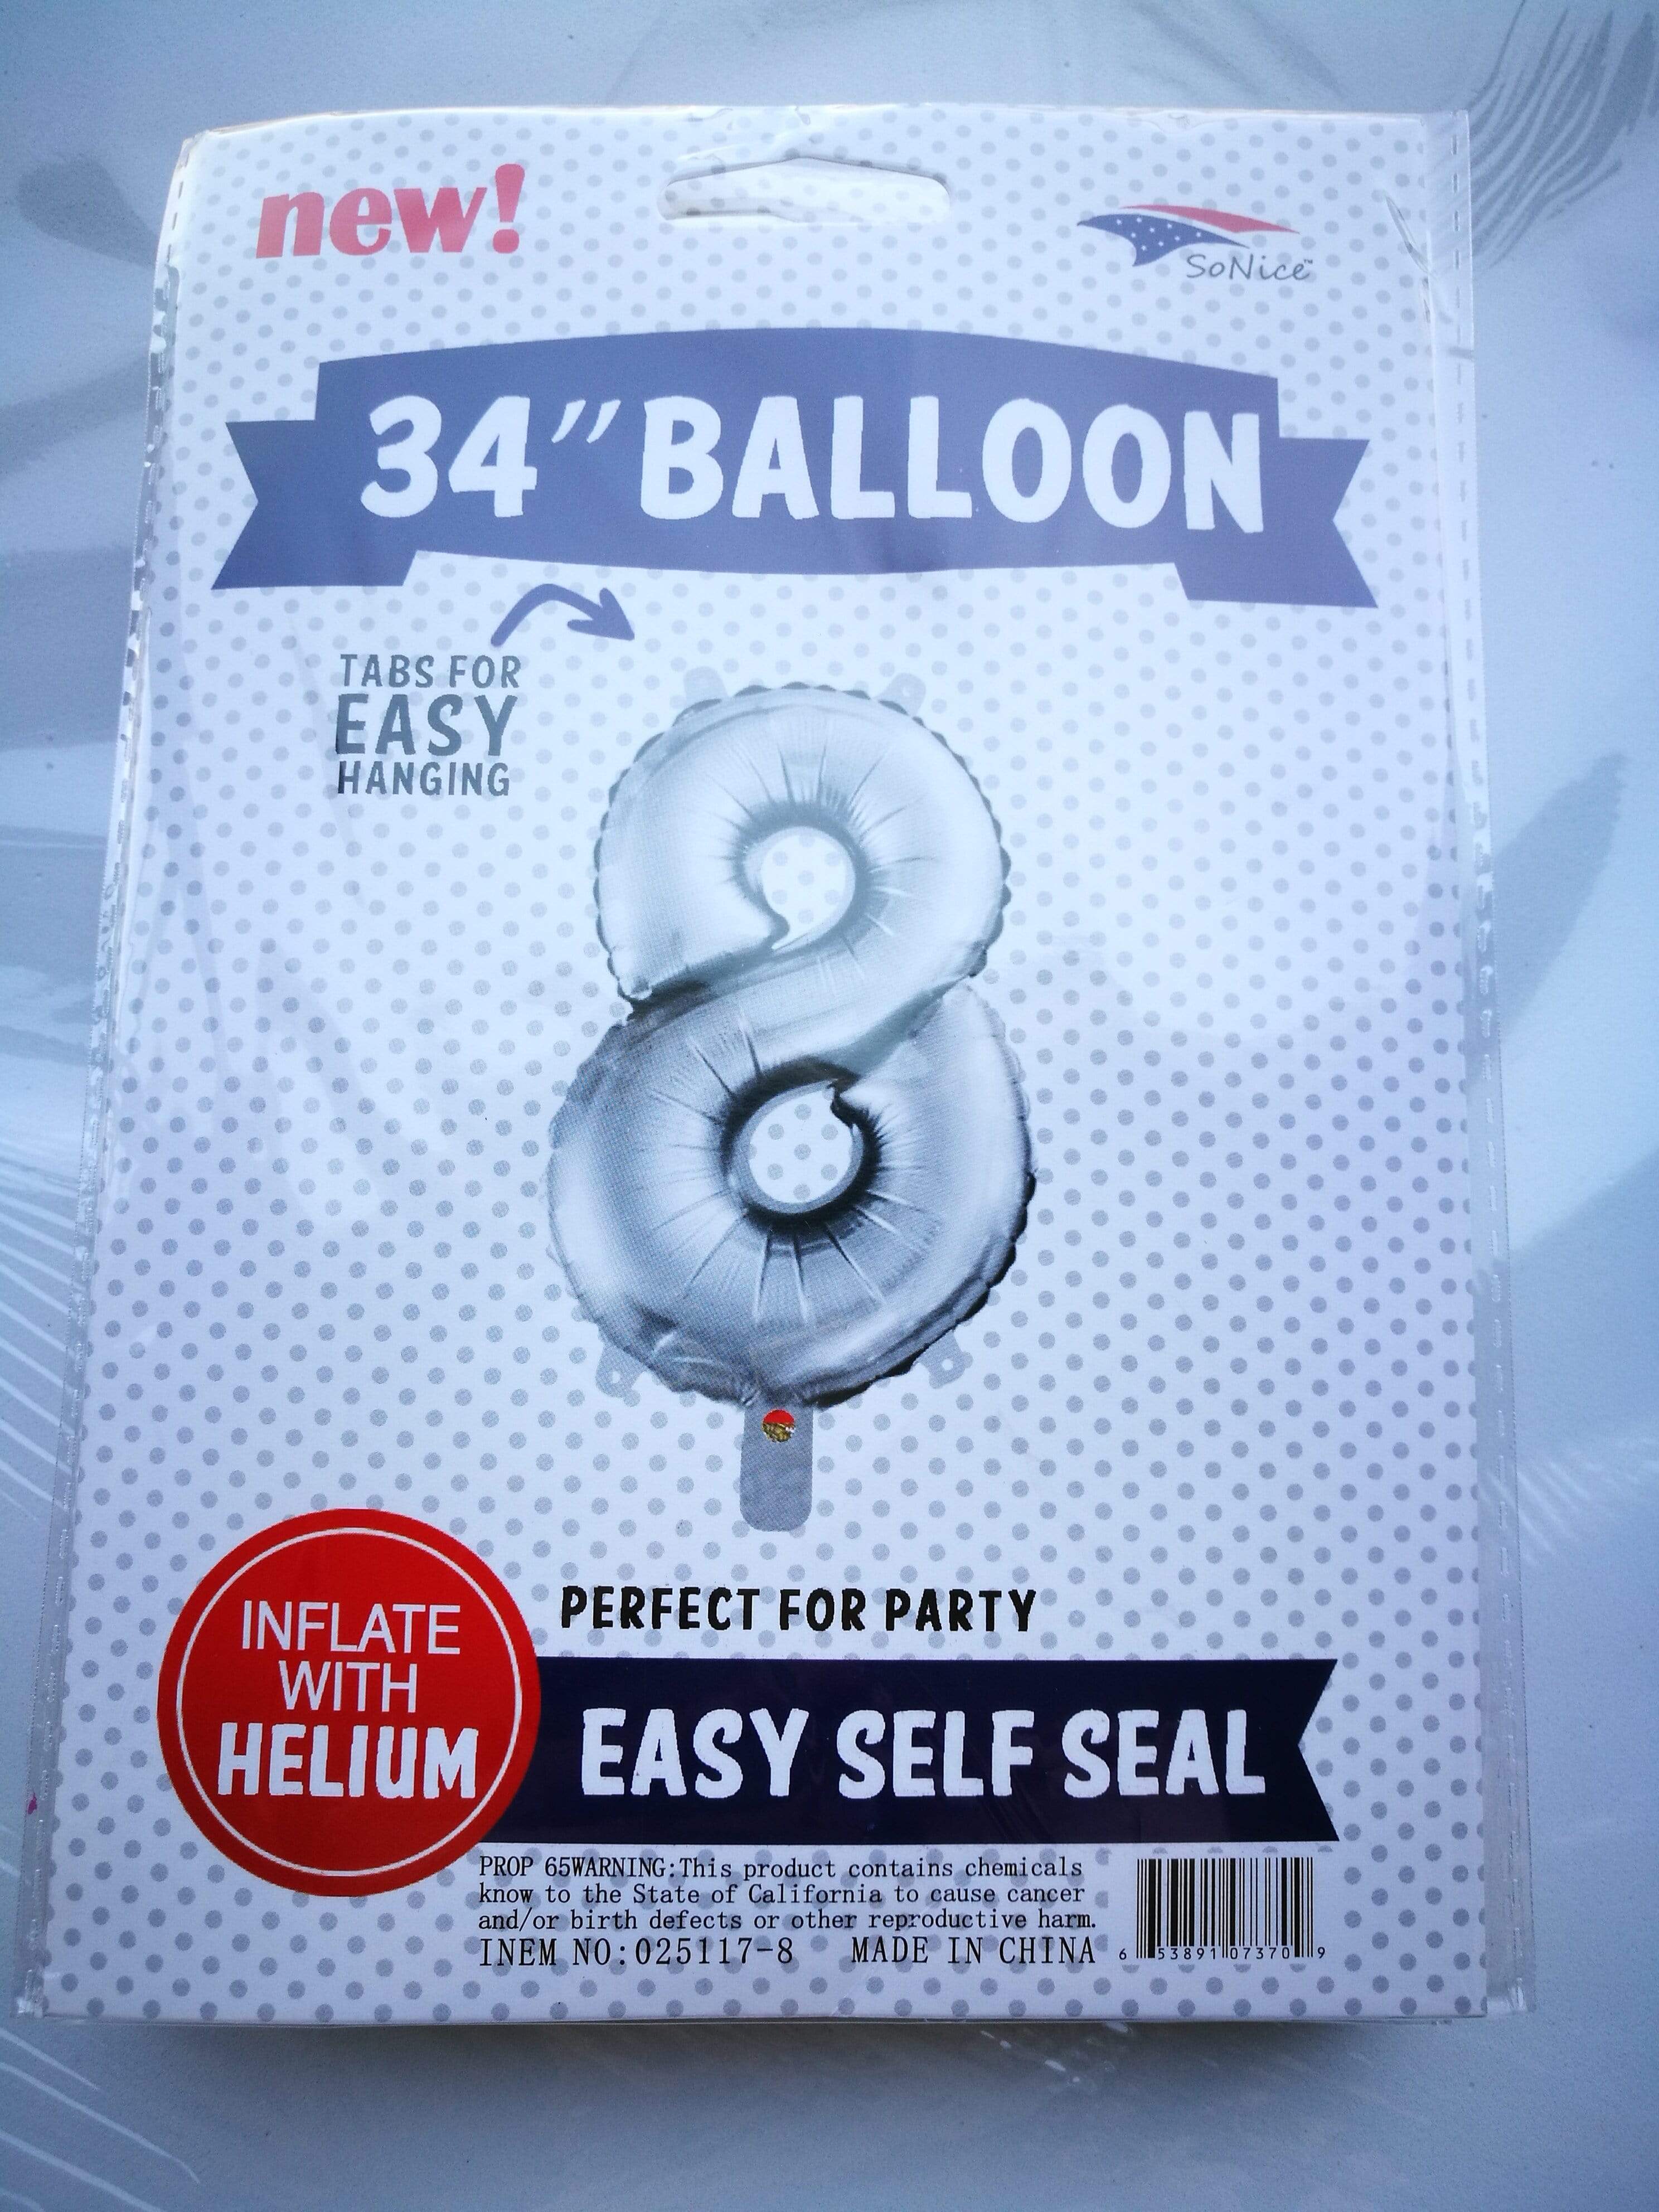 new!
SoNice™
34" BALLOON
TABS FOR
EASY
HANGING
8
PERFECT FOR PARTY
INFLATE
WITH
HELIUM
EASY SELF SEAL
PROP 65WARNING:This product contains chemicals
know to the State of California to cause cancer
and/or birth defects or other reproductive harm.
INEM NO:025117-8 MADE IN CHINA
6 53891 07370 9